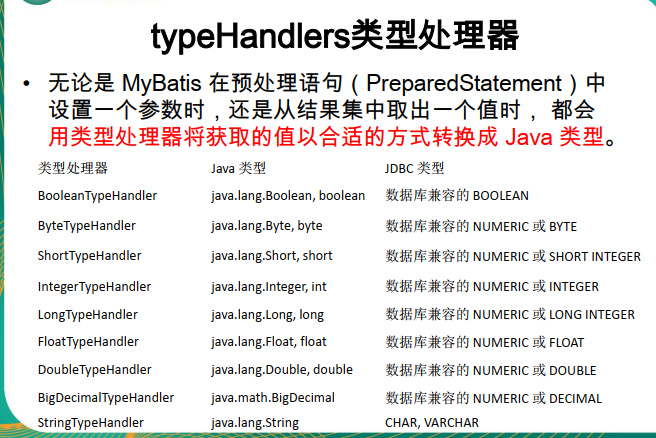 typeHandlers类型处理器
• 无论是 MyBatis 在预处理语句（PreparedStatement）中
设置一个参数时，还是从结果集中取出一个值时， 都会
用类型处理器将获取的值以合适的方式转换成 Java 类型。
类型处理器 Java 类型 JDBC 类型
BooleanTypeHandler java.lang.Boolean, boolean 数据库兼容的 BOOLEAN
ByteTypeHandler java.lang.Byte, byte 数据库兼容的 NUMERIC 或 BYTE
ShortTypeHandler java.lang.Short, short 数据库兼容的 NUMERIC 或 SHORT INTEGER
IntegerTypeHandler java.lang.Integer, int 数据库兼容的 NUMERIC 或 INTEGER
LongTypeHandler java.lang.Long, long 数据库兼容的 NUMERIC 或 LONG INTEGER
FloatTypeHandler java.lang.Float, float 数据库兼容的 NUMERIC 或 FLOAT
DoubleTypeHandler java.lang.Double, double 数据库兼容的 NUMERIC 或 DOUBLE
BigDecimalTypeHandler java.math.BigDecimal 数据库兼容的 NUMERIC 或 DECIMAL
StringTypeHandler java.lang.String CHAR, VARCHAR